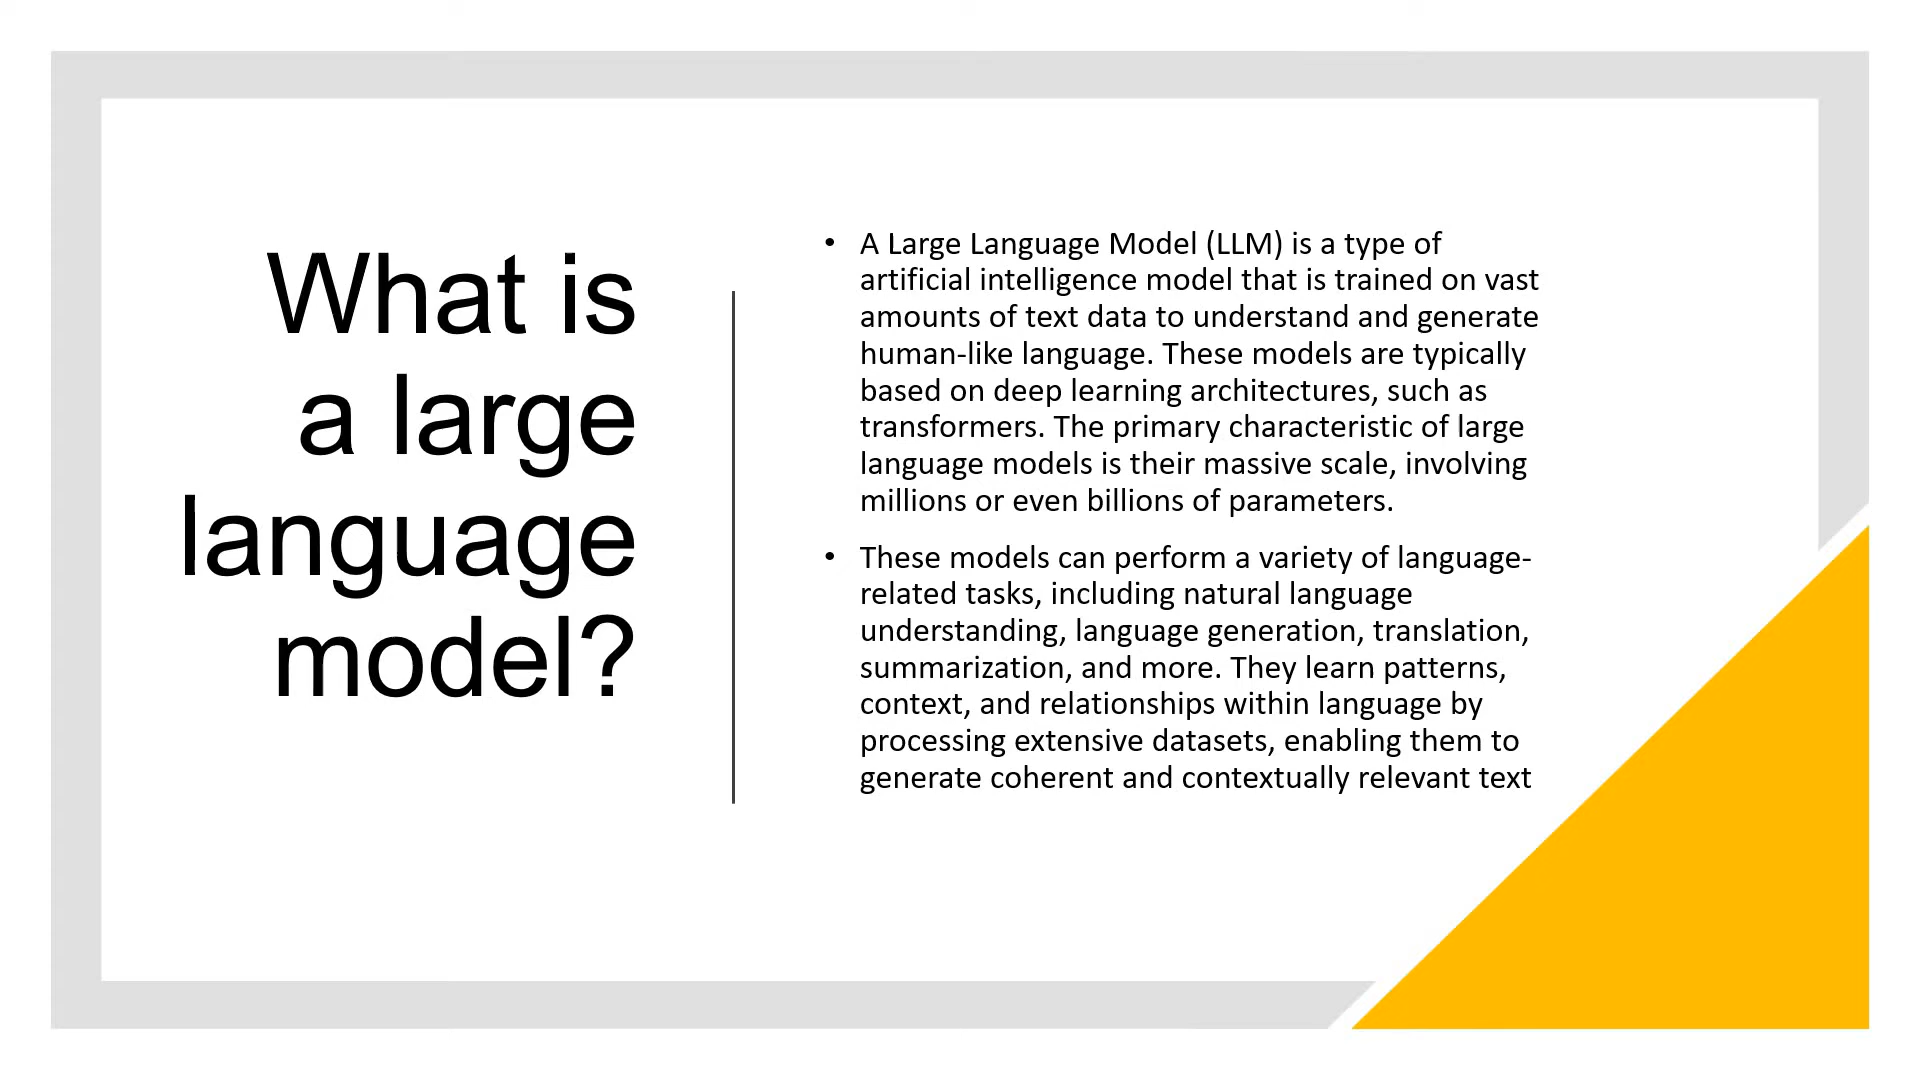 What is
a large
language
model?
• A Large Language Model (LLM) is a type of
artificial intelligence model that is trained on vast
amounts of text data to understand and generate
human-like language. These models are typically
based on deep learning architectures, such as
transformers. The primary characteristic of large
language models is their massive scale, involving
millions or even billions of parameters.
• These models can perform a variety of language-
related tasks, including natural language
understanding, language generation, translation,
summarization, and more. They learn patterns,
context, and relationships within language by
processing extensive datasets, enabling them to
generate coherent and contextually relevant text